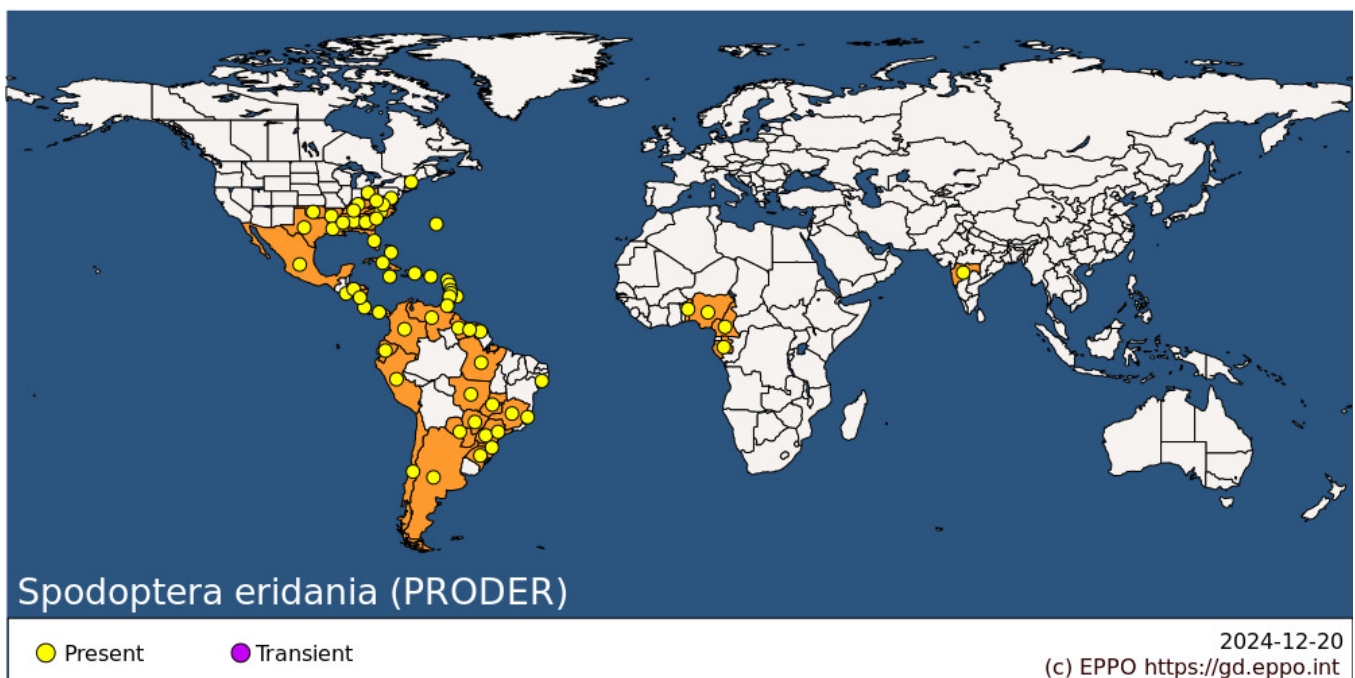 Spodoptera eridania (PRODER)
Present
Transient
2024-12-20
(c) EPPO https://gd.eppo.int